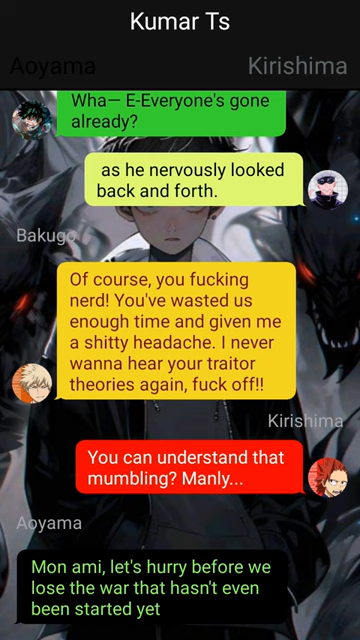 Kumar Ts
Aoyama
Kirishima
Wha— E-Everyone's gone
already?
as he nervously looked
back and forth.
Bakugo
Of course, you fucking
nerd! You've wasted us
enough time and given me
a shitty headache. I never
wanna hear your traitor
theories again, fuck off!!
Kirishima
You can understand that
mumbling? Manly...
Aoyama
Mon ami, let's hurry before we
lose the war that hasn't even
been started yet